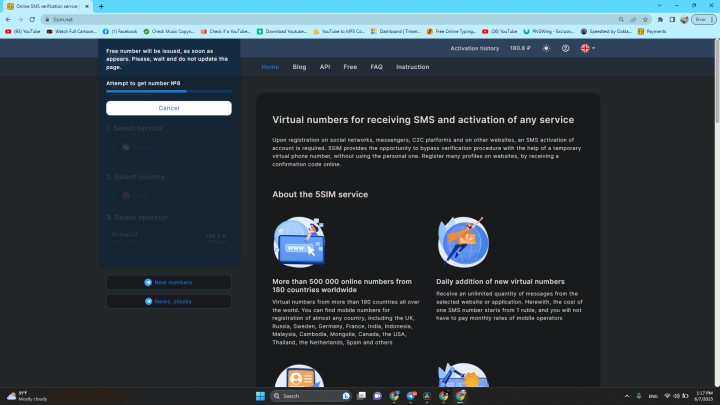 Online SMS verification service |
5sim.net
Error
(93) YouTube
Watch Full Cartoon...
(1) Facebook
Check Music Copyri...
Check if a YouTube...
Download Youtube...
YouTube to MP3 Co...
Dashboard | Tinker...
Free Online Typing...
(26) YouTube
PNGWing - Exclusiv...
Speedtest by Ookla...
Payments
Free number will be issued, as soon as
appears. Please, wait and do not update the
page.
Attempt to get number №8
Cancel
1. Select service
2. Select country
3. Select operator
New numbers
News, stocks
Activation history
180.8 ₽
Home
Blog
API
Free
FAQ
Instruction
Virtual numbers for receiving SMS and activation of any service
Upon registration on social networks, messengers, C2C platforms and on other websites, an SMS activation of
account is required. 5SIM provides the opportunity to bypass verification procedure with the help of a temporary
virtual phone number, without using the personal one. Register many profiles on websites, by receiving a
confirmation code online.
About the 5SIM service
WWW
More than 500 000 online numbers from
180 countries worldwide
Virtual numbers from more than 180 countries all over
the world. You can find mobile numbers for
registration of almost any country, including the UK,
Russia, Sweden, Germany, France, India, Indonesia,
Malaysia, Cambodia, Mongolia, Canada, the USA,
Thailand, the Netherlands, Spain and others
Daily addition of new virtual numbers
Receive an unlimited quantity of messages from the
selected website or application. Herewith, the cost of
one SMS number starts from 1 ruble, and you will not
have to pay monthly rates of mobile operators
Mostly cloudy
Search
ENG
1:17 PM
6/7/2023